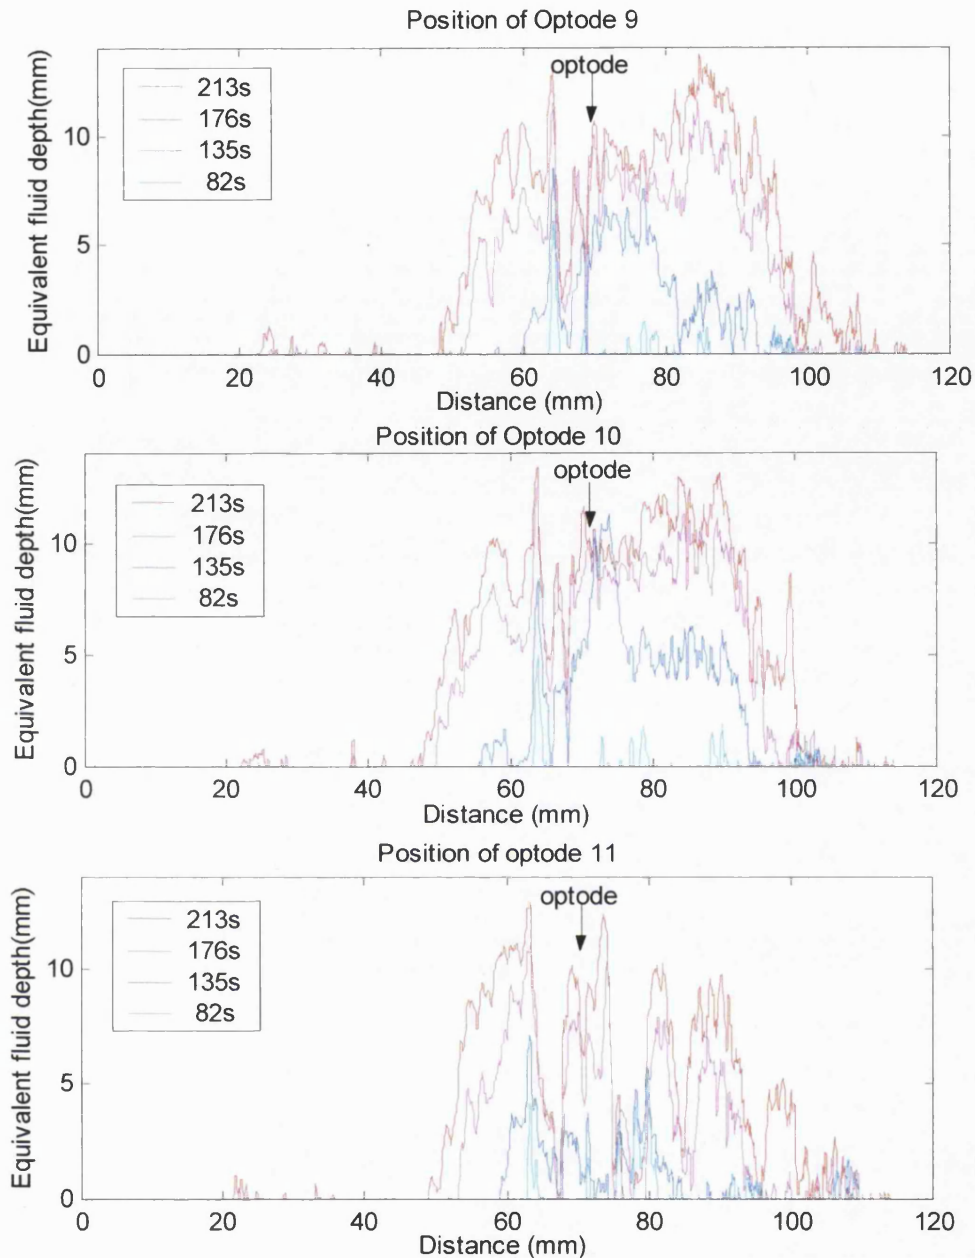 Position of Optode 9
optode
213s
176s
135s
82s
10
5
0
Equivalent fluid depth(mm)
0 20 40 60 80 100 120
Distance (mm)
Position of Optode 10
optode
213s
176s
135s
82s
10
5
0
Equivalent fluid depth(mm)
0 20 40 60 80 100 120
Distance (mm)
Position of optode 11
optode
213s
176s
135s
82s
10
5
0
Equivalent fluid depth(mm)
0 20 40 60 80 100 120
Distance (mm)